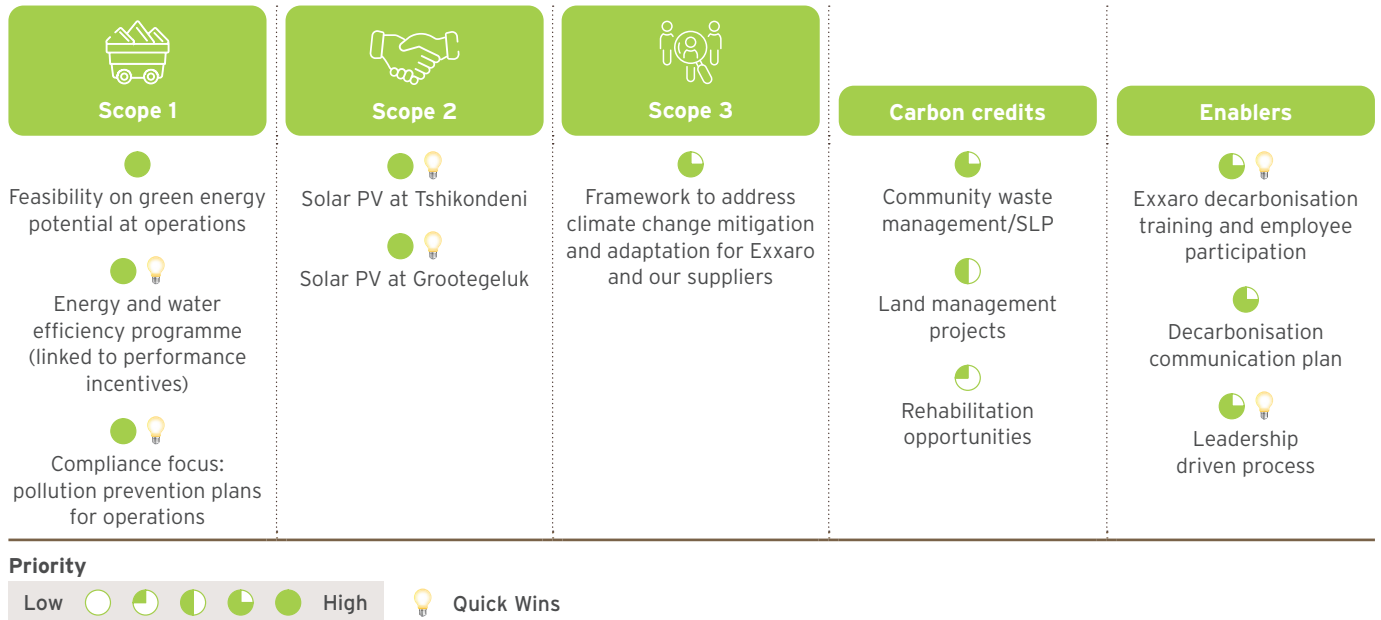 Scope 1
Feasibility on green energy
potential at operations
Energy and water
efficiency programme
(linked to performance
incentives)
Compliance focus:
pollution prevention plans
for operations
Scope 2
Solar PV at Tshikondeni
Solar PV at Grootegeluk
Scope 3
Framework to address
climate change mitigation
and adaptation for Exxaro
and our suppliers
Carbon credits
Community waste
management/SLP
Land management
projects
Rehabilitation
opportunities
Enablers
Exxaro decarbonisation
training and employee
participation
Decarbonisation
communication plan
Leadership
driven process
Priority
Low High Quick Wins